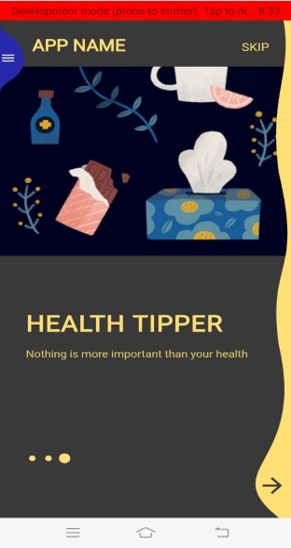 Development mode (prone to stutter). Tap to di... 8:33
APP NAME
SKIP
HEALTH TIPPER
Nothing is more important than your health